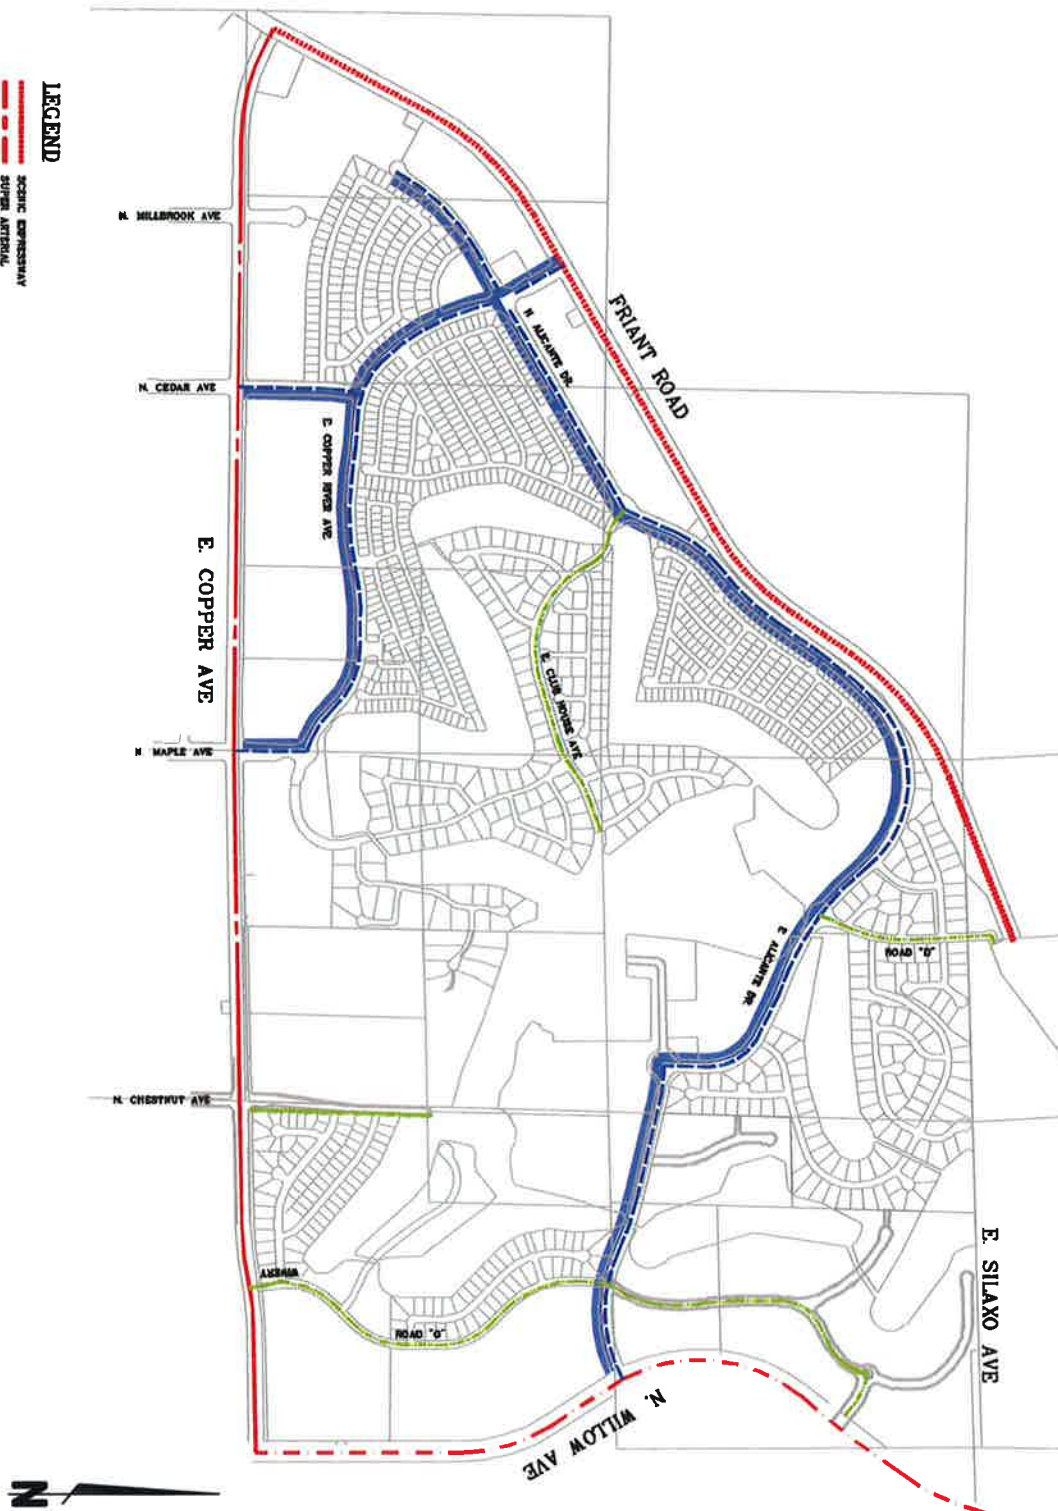 LEGEND
SCENIC EXPRESSWAY
SUPER ARTERIAL
N. MILLBROOK AVE
N. CEDAR AVE
E. COPPER RIVER AVE
E. COPPER AVE
N MAPLE AVE
N. CHESTNUT AVE
FRIANT ROAD
N ALICANTE DR.
E. CLUB HOUSE AVE
E ALICANTE DR.
ROAD "D"
E. SILAXO AVE
WINERY
ROAD "G"
N. WILLOW AVE
N